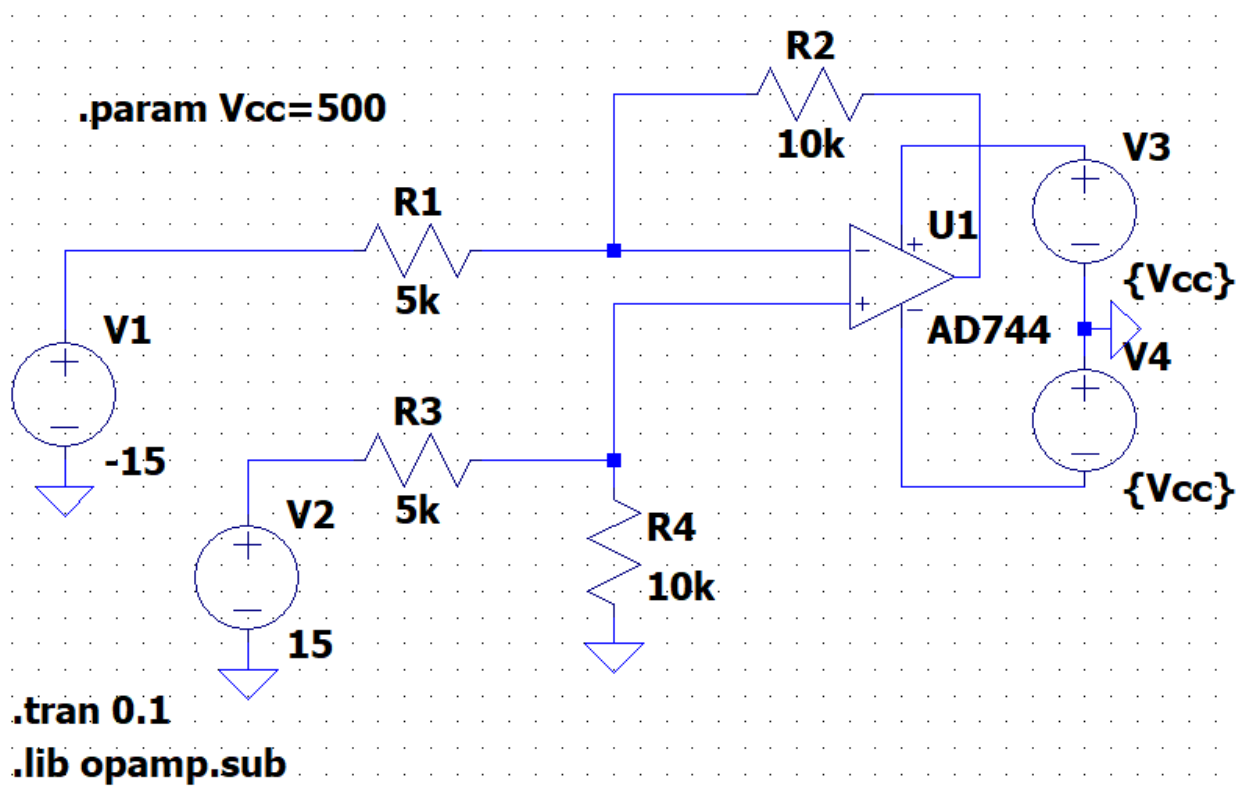 R2
.param Vcc=500
10k
V3
+
R1
U1
+
−
−
{Vcc}
5k
+
AD744
−
V1
V4
+
+
R3
−
−15
−
{Vcc}
5k
V2
R4
+
10k
−
15
.tran 0.1
.lib opamp.sub